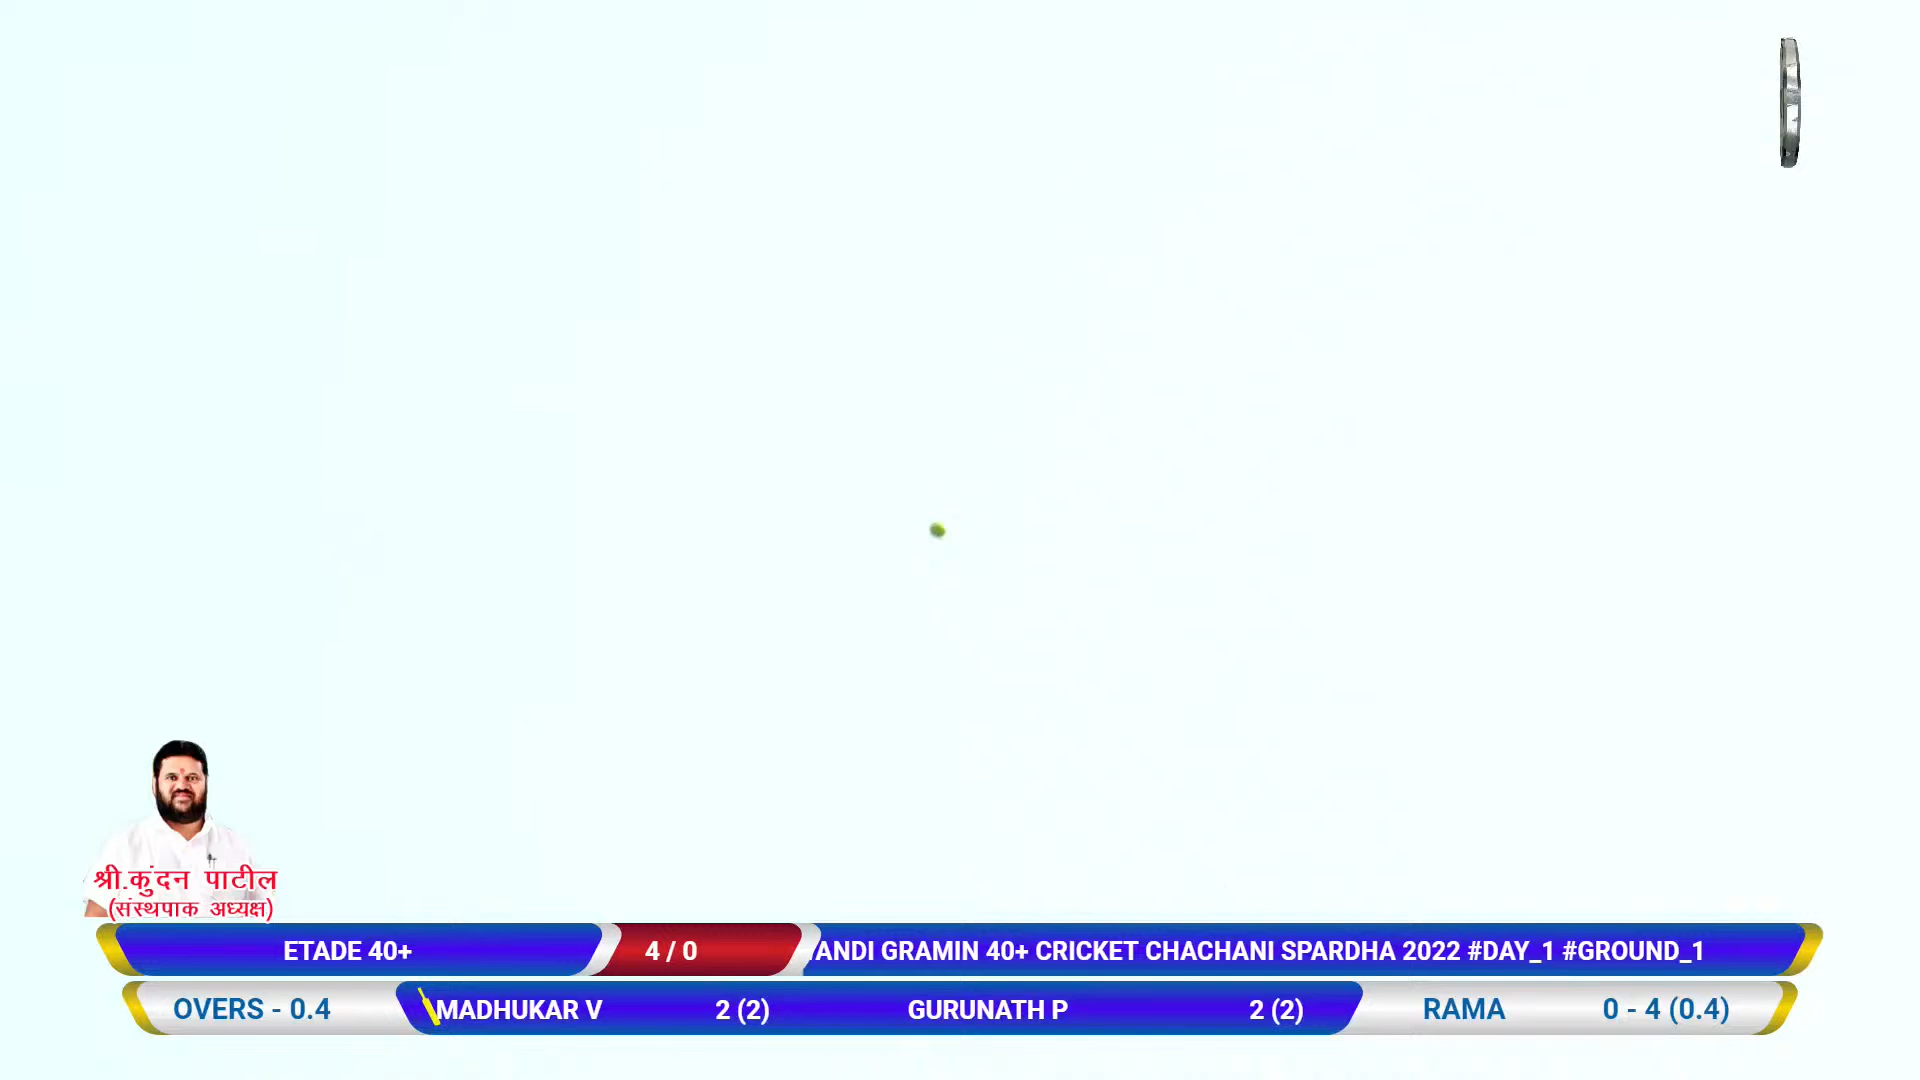 श्री.कुंदन पाटील
(संस्थपाक अध्यक्ष)
ETADE 40+ 4 / 0 ANDI GRAMIN 40+ CRICKET CHACHANI SPARDHA 2022 #DAY_1 #GROUND_1
OVERS - 0.4 MADHUKAR V 2 (2) GURUNATH P 2 (2) RAMA 0 - 4 (0.4)